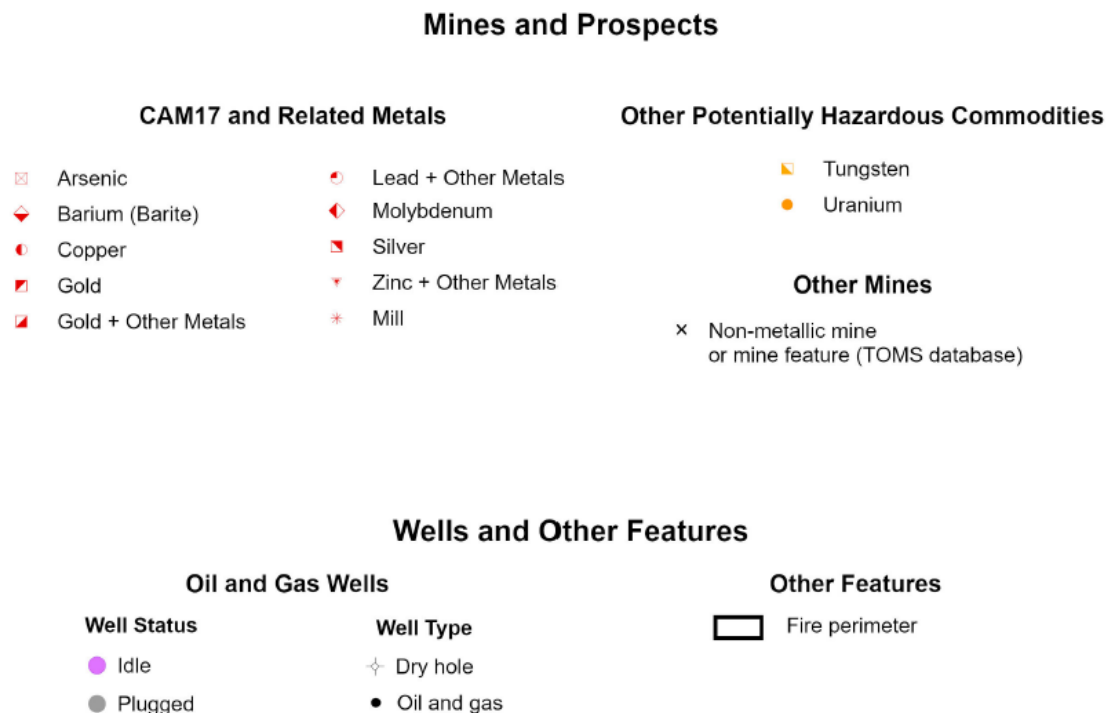 Mines and Prospects
CAM17 and Related Metals
Arsenic
Barium (Barite)
Copper
Gold
Gold + Other Metals
Lead + Other Metals
Molybdenum
Silver
Zinc + Other Metals
Mill
Other Potentially Hazardous Commodities
Tungsten
Uranium
Other Mines
Non-metallic mine
or mine feature (TOMS database)
Wells and Other Features
Oil and Gas Wells
Well Status
Idle
Plugged
Well Type
Dry hole
Oil and gas
Other Features
Fire perimeter